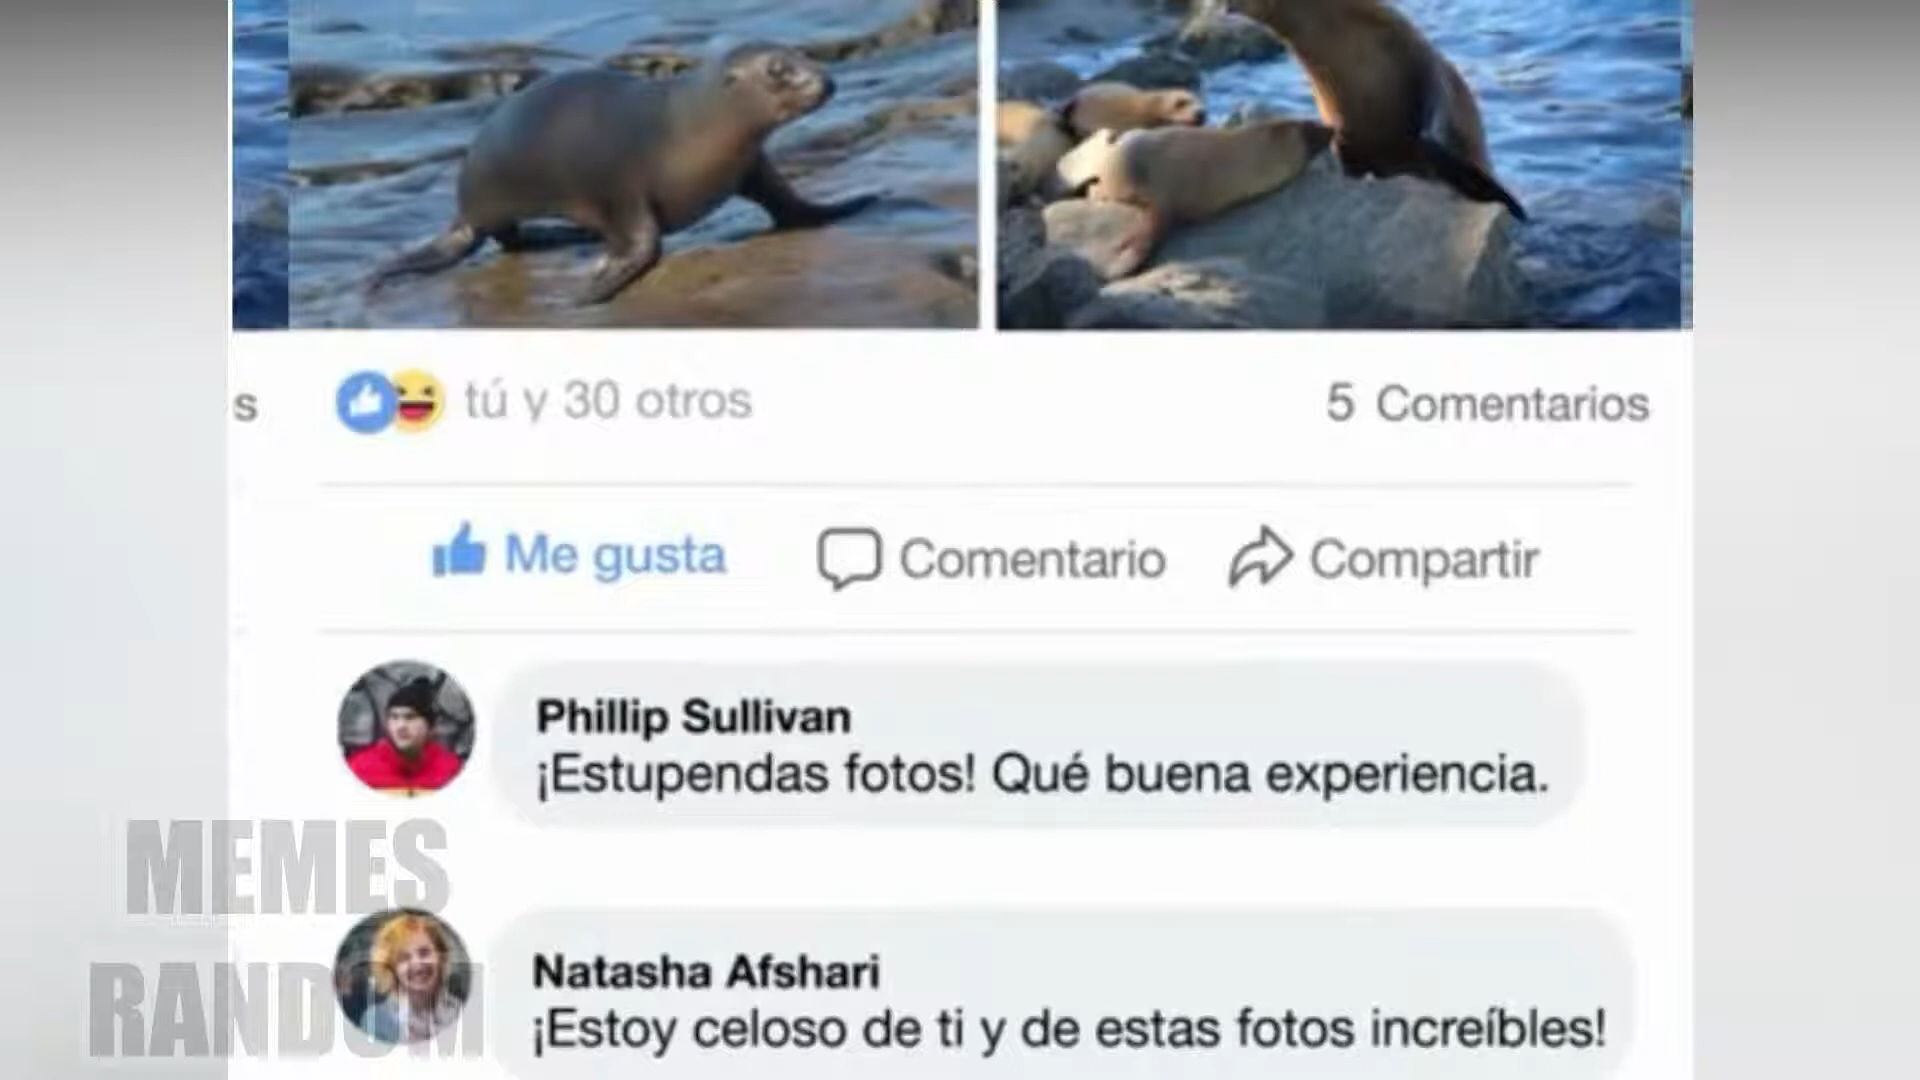 s
tú y 30 otros
5 Comentarios
Me gusta
Comentario
Compartir
Phillip Sullivan
¡Estupendas fotos! Qué buena experiencia.
MEMES
RANDOM
Natasha Afshari
¡Estoy celoso de ti y de estas fotos increíbles!